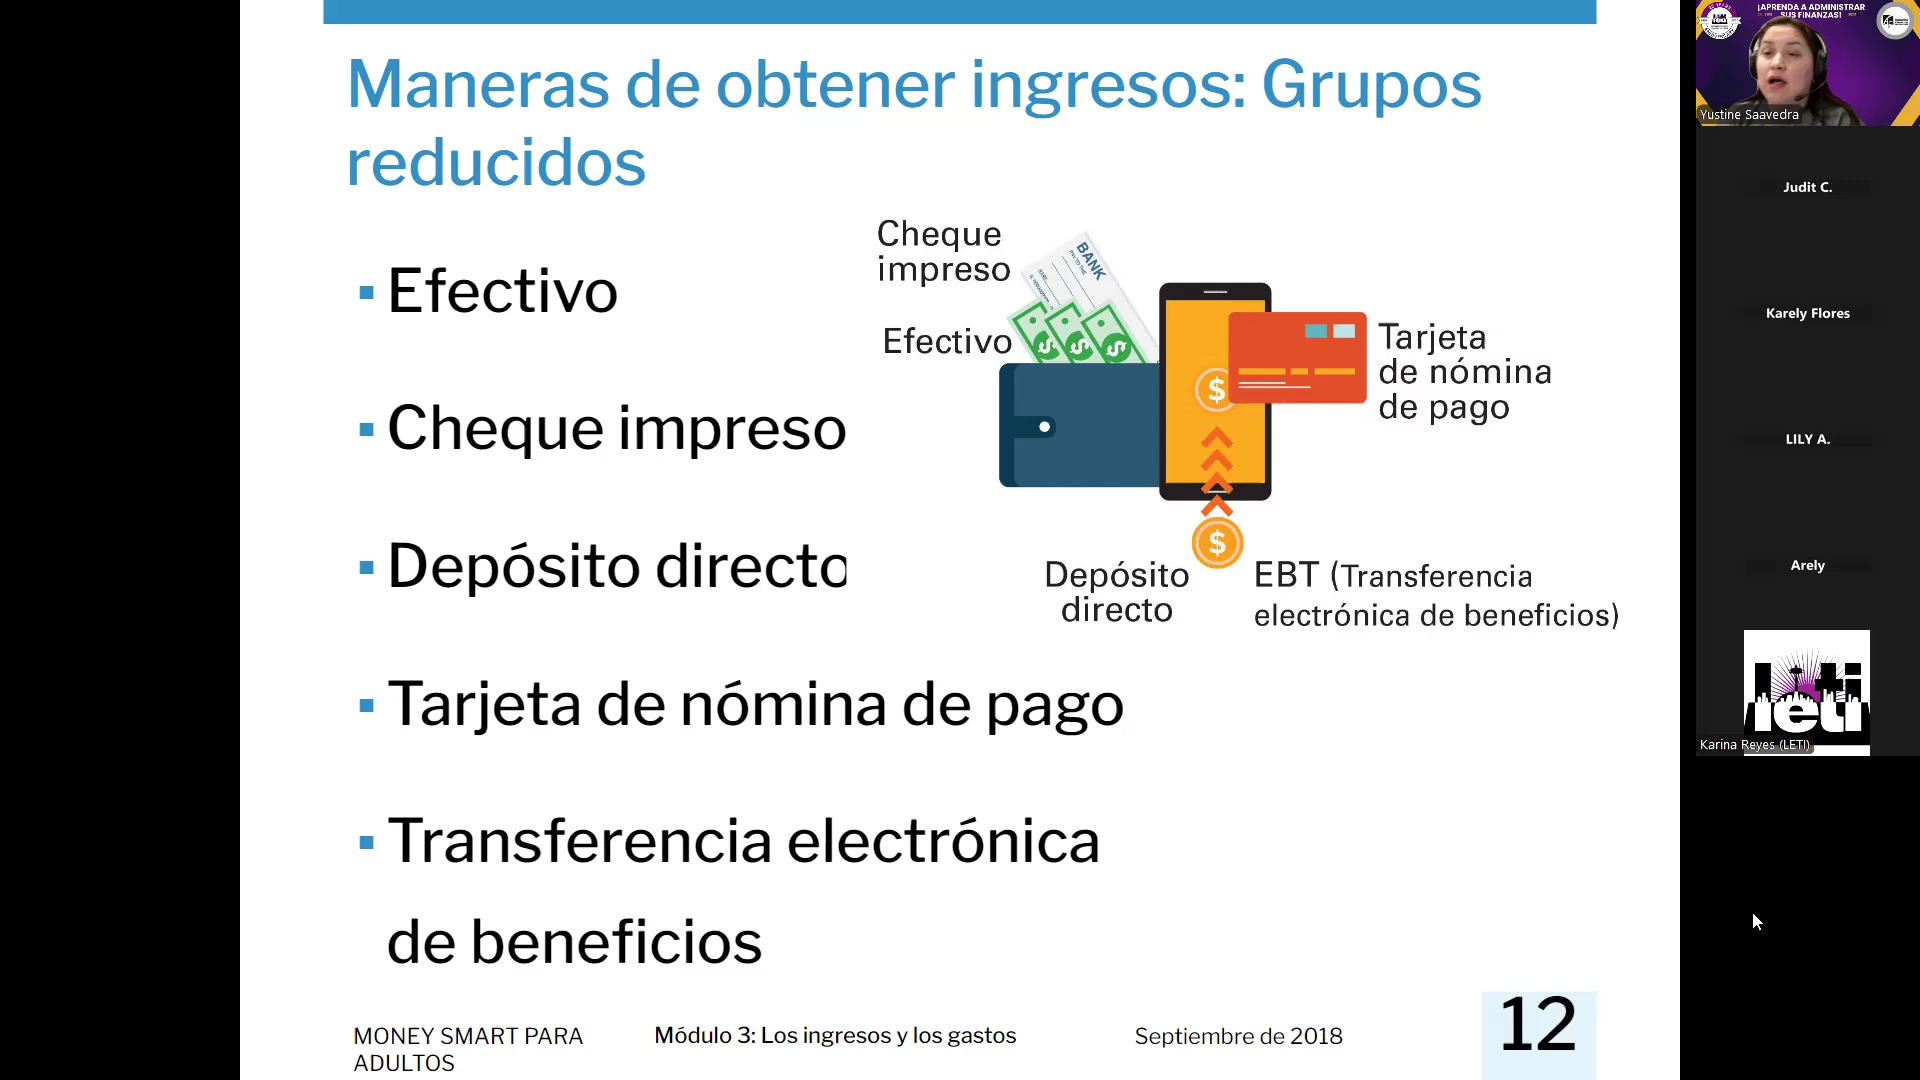 Maneras de obtener ingresos: Grupos
reducidos
Efectivo
Cheque impreso
Depósito directo
Tarjeta de nómina de pago
Transferencia electrónica
de beneficios
Cheque
impreso
BANK
PAY TO THE
Efectivo
$
Tarjeta
de nómina
de pago
$
Depósito
directo
EBT (Transferencia
electrónica de beneficios)
MONEY SMART PARA
ADULTOS
Módulo 3: Los ingresos y los gastos
Septiembre de 2018
12
¡APRENDA A ADMINISTRAR
SUS FINANZAS!
Yustine Saavedra
Judit C.
Karely Flores
LILY A.
Arely
leti
Karina Reyes (LETI)